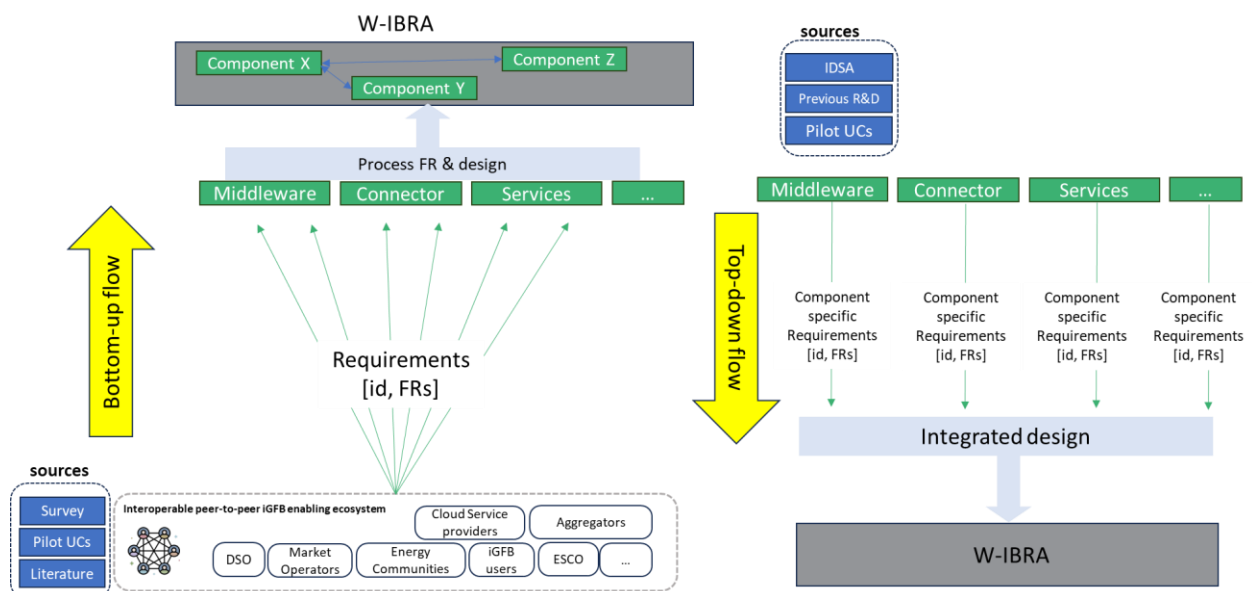 W-IBRA
Component X
Component Z
Component Y
Process FR & design
Middleware
Connector
Services
...
Bottom-up flow
Requirements
[id, FRs]
sources
Survey
Pilot UCs
Literature
Interoperable peer-to-peer iGFB enabling ecosystem
Cloud Service
providers
Aggregators
DSO
Market
Operators
Energy
Communities
iGFB
users
ESCO
...
sources
IDSA
Previous R&D
Pilot UCs
Middleware
Connector
Services
...
Top-down flow
Component
specific
Requirements
[id, FRs]
Component
specific
Requirements
[id, FRs]
Component
specific
Requirements
[id, FRs]
Component
specific
Requirements
[id, FRs]
Integrated design
W-IBRA